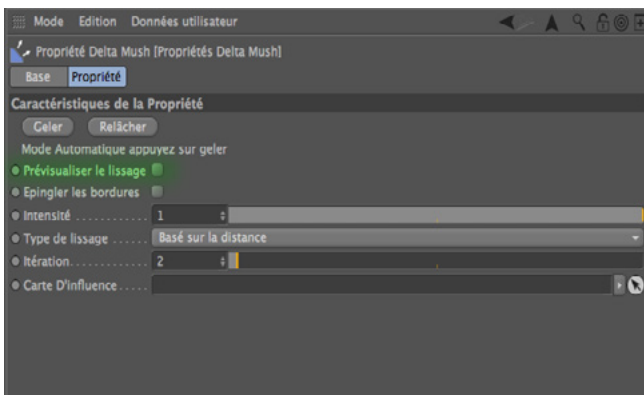 Mode Edition Données utilisateur
Propriété Delta Mush [Propriétés Delta Mush]
Base Propriété
Caractéristiques de la Propriété
Geler Relâcher
Mode Automatique appuyez sur geler
Prévisualiser le lissage
Epingler les bordures
Intensité ............ 1
Type de lissage ...... Basé sur la distance
Itération............ 2
Carte D'influence.....